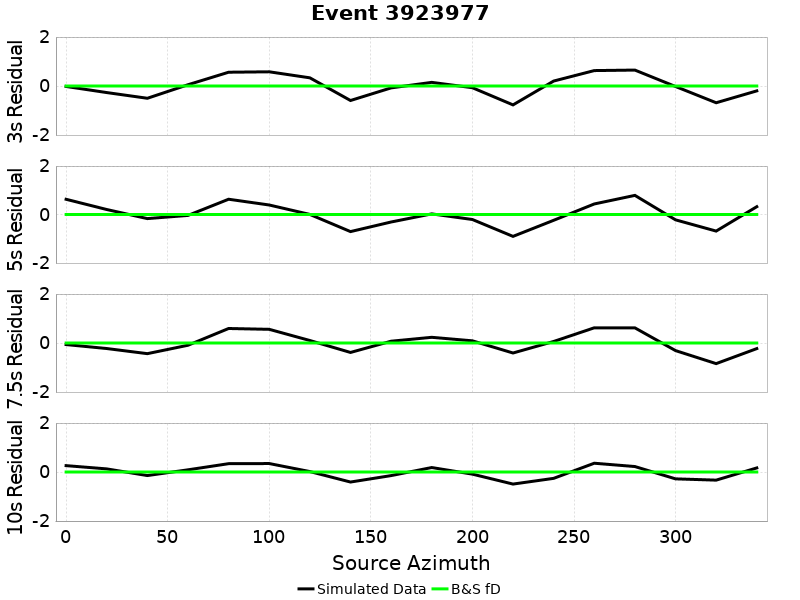 Event 3923977
3s Residual
2
0
-2
5s Residual
2
0
-2
7.5s Residual
2
0
-2
10s Residual
2
0
-2
0 50 100 150 200 250 300
Source Azimuth
Simulated Data B&S fD